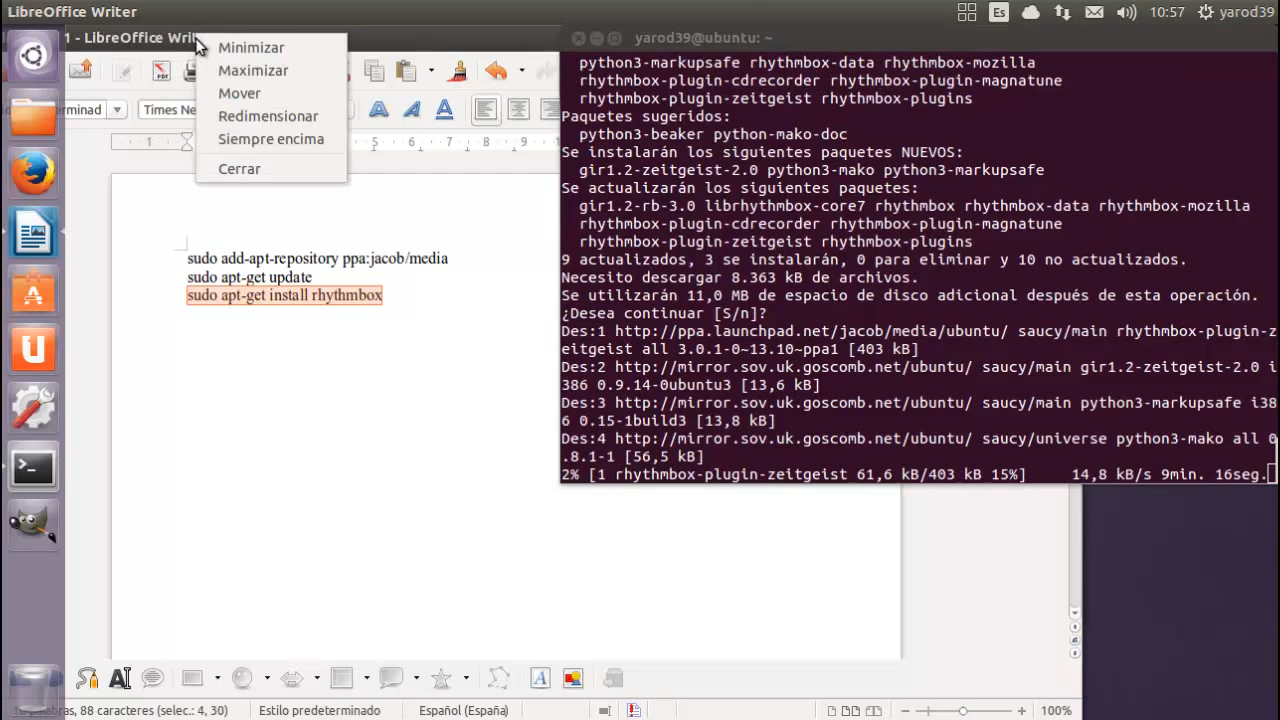 LibreOffice Writer
Es
10:57
yarod39
1 - LibreOffice Writ
yarod39@ubuntu: ~
Minimizar
Maximizar
Mover
Redimensionar
Siempre encima
Cerrar
minad
Times Ne
1
5
6
7
8
9
sudo add-apt-repository ppa:jacob/media
sudo apt-get update
sudo apt-get install rhythmbox
python3-markupsafe rhythmbox-data rhythmbox-mozilla
rhythmbox-plugin-cdrecorder rhythmbox-plugin-magnatune
rhythmbox-plugin-zeitgeist rhythmbox-plugins
Paquetes sugeridos:
python3-beaker python-mako-doc
Se instalarán los siguientes paquetes NUEVOS:
gir1.2-zeitgeist-2.0 python3-mako python3-markupsafe
Se actualizarán los siguientes paquetes:
gir1.2-rb-3.0 librhythmbox-core7 rhythmbox rhythmbox-data rhythmbox-mozilla
rhythmbox-plugin-cdrecorder rhythmbox-plugin-magnatune
rhythmbox-plugin-zeitgeist rhythmbox-plugins
9 actualizados, 3 se instalarán, 0 para eliminar y 10 no actualizados.
Necesito descargar 8.363 kB de archivos.
Se utilizarán 11,0 MB de espacio de disco adicional después de esta operación.
¿Desea continuar [S/n]?
Des:1 http://ppa.launchpad.net/jacob/media/ubuntu/ saucy/main rhythmbox-plugin-z
eitgeist all 3.0.1-0~13.10~ppa1 [403 kB]
Des:2 http://mirror.sov.uk.goscomb.net/ubuntu/ saucy/main gir1.2-zeitgeist-2.0 i
386 0.9.14-0ubuntu3 [13,6 kB]
Des:3 http://mirror.sov.uk.goscomb.net/ubuntu/ saucy/main python3-markupsafe i38
6 0.15-1build3 [13,8 kB]
Des:4 http://mirror.sov.uk.goscomb.net/ubuntu/ saucy/universe python3-mako all 0
.8.1-1 [56,5 kB]
2% [1 rhythmbox-plugin-zeitgeist 61,6 kB/403 kB 15%] 14,8 kB/s 9min. 16seg.
88 caracteres (selec.: 4, 30)
Estilo predeterminado
Español (España)
100%